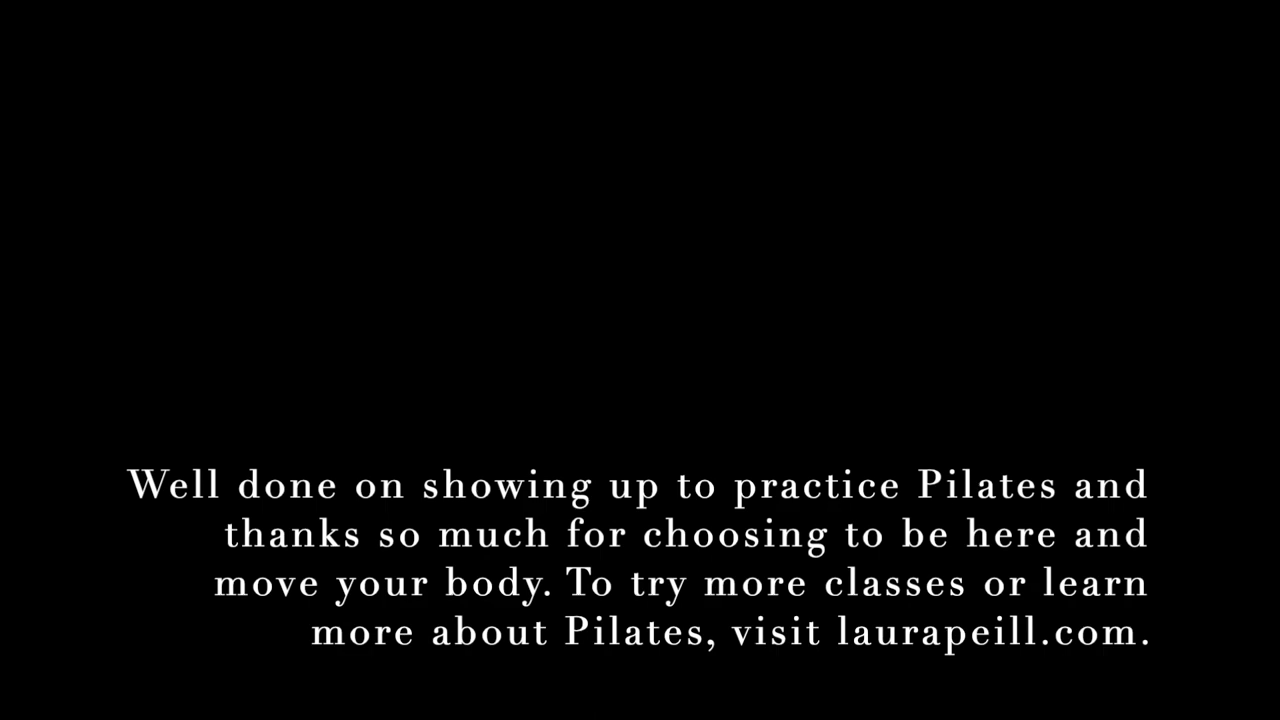 Well done on showing up to practice Pilates and
thanks so much for choosing to be here and
move your body. To try more classes or learn
more about Pilates, visit laurapeill.com.